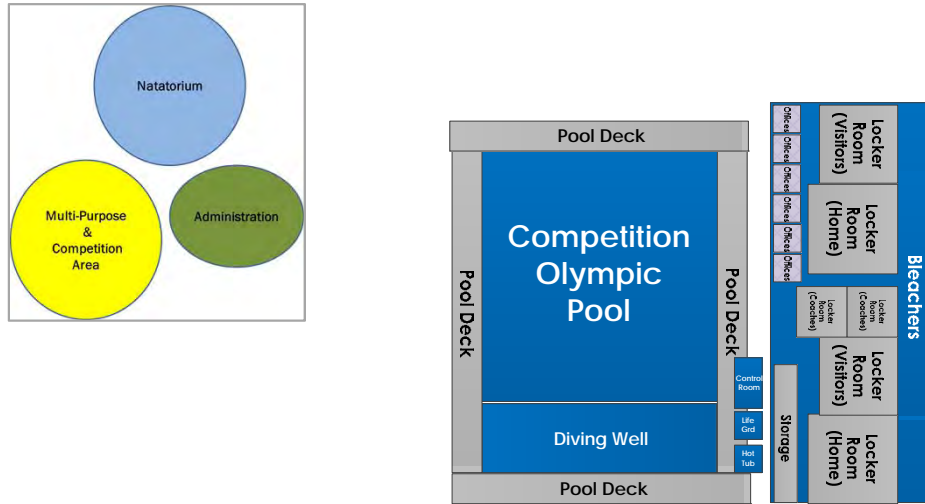 Natatorium
Multi-Purpose
&
Competition
Area
Administration
Pool Deck
Pool Deck
Competition
Olympic
Pool
Pool Deck
Diving Well
Pool Deck
Control
Room
Life
Grd
Hot
Tub
Offices
Offices
Offices
Offices
Offices
Offices
Storage
Locker
Room
(Visitors)
Locker
Room
(Home)
Locker
Room
(Coaches)
Locker
Room
(Coaches)
Locker
Room
(Visitors)
Locker
Room
(Home)
Bleachers